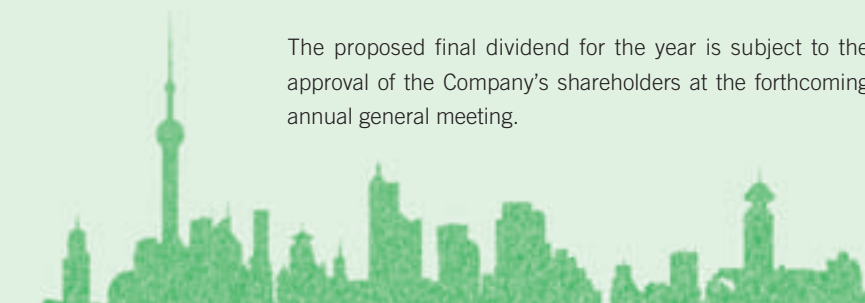 The proposed final dividend for the year is subject to the
approval of the Company’s shareholders at the forthcoming
annual general meeting.